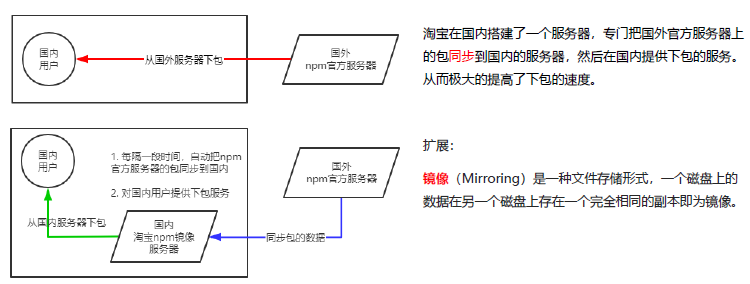 国内
用户
从国外服务器下包
国外
npm官方服务器
淘宝在国内搭建了一个服务器，专门把国外官方服务器上
的包同步到国内的服务器，然后在国内提供下包的服务。
从而极大的提高了下包的速度。
国内
用户
1. 每隔一段时间，自动把npm
官方服务器的包同步到国内
2. 对国内用户提供下包服务
国外
npm官方服务器
从国内服务器下包
国内
淘宝npm镜像
服务器
同步包的数据
扩展：
镜像（Mirroring）是一种文件存储形式，一个磁盘上的
数据在另一个磁盘上存在一个完全相同的副本即为镜像。